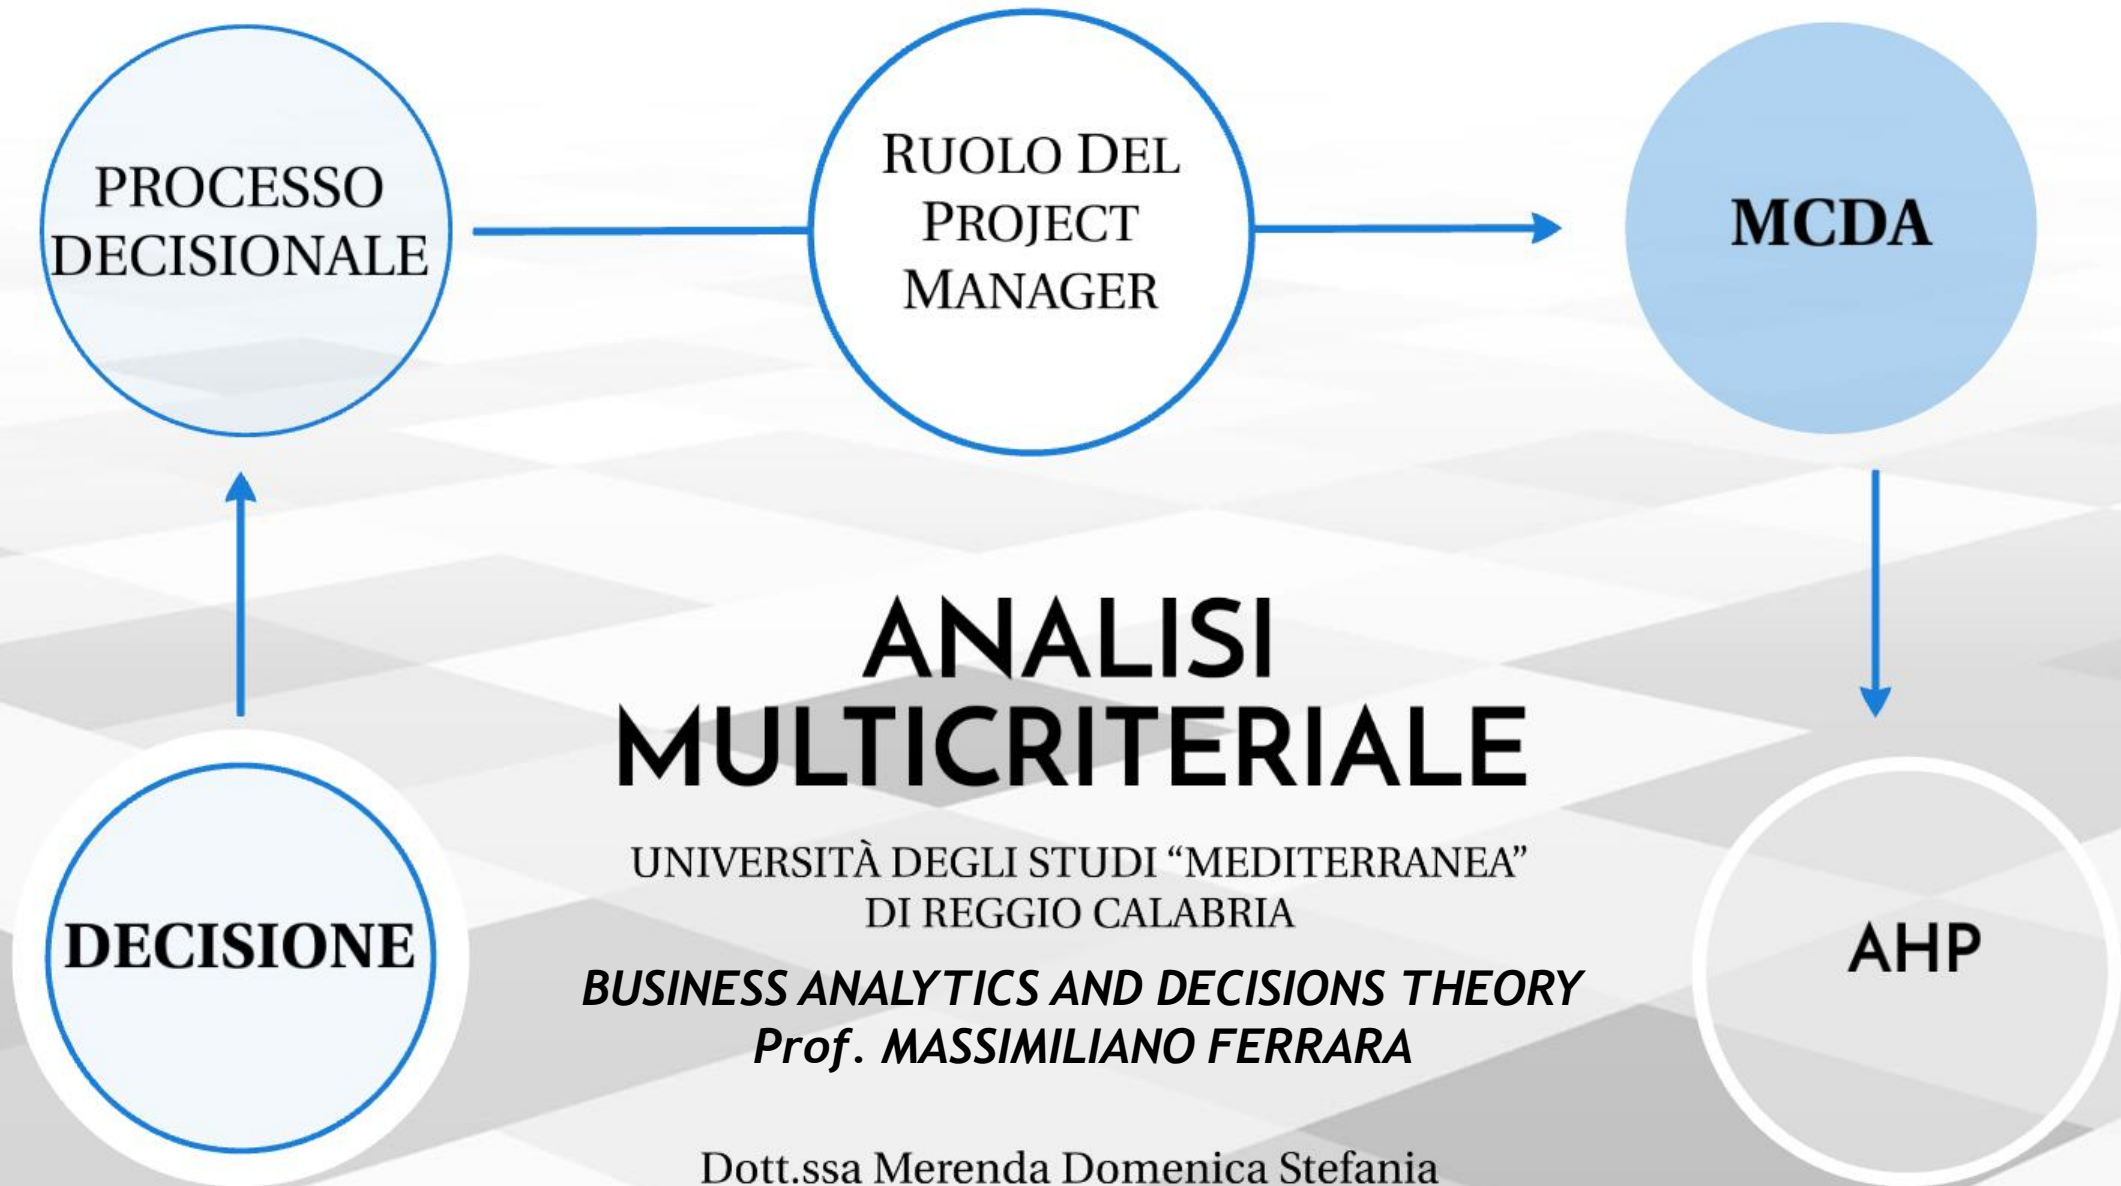 PROCESSO
DECISIONALE
RUOLO DEL
PROJECT
MANAGER
MCDA
ANALISI
MULTICRITERIALE
UNIVERSITÀ DEGLI STUDI “MEDITERRANEA”
DI REGGIO CALABRIA
DECISIONE
AHP
BUSINESS ANALYTICS AND DECISIONS THEORY
Prof. MASSIMILIANO FERRARA
Dott.ssa Merenda Domenica Stefania